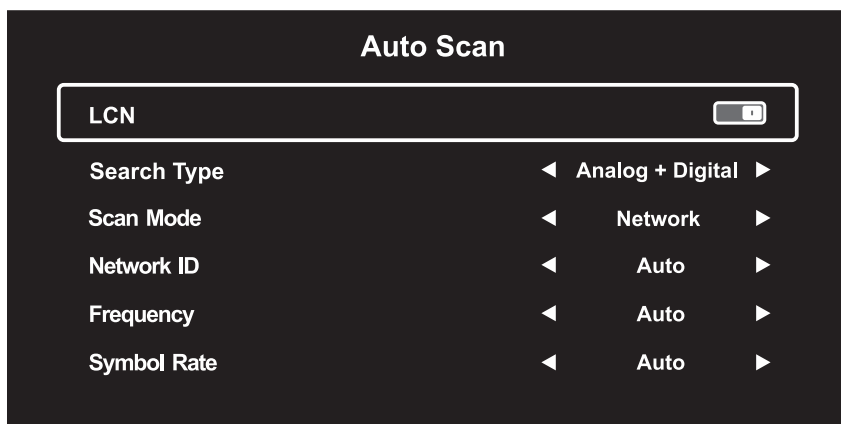 Auto Scan
LCN
Search Type Analog + Digital
Scan Mode Network
Network ID Auto
Frequency Auto
Symbol Rate Auto